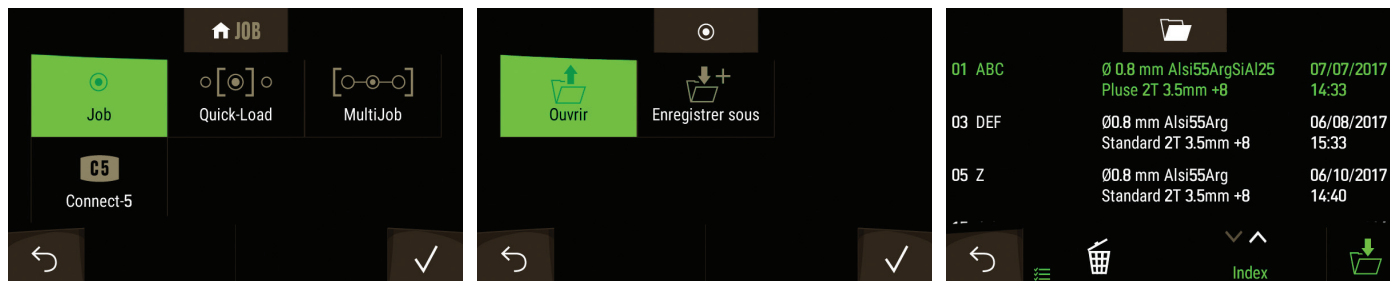 JOB
Job
Quick-Load
MultiJob
C5
Connect-5
Ouvrir
Enregistrer sous
01 ABC Ø 0.8 mm Alsi55ArgSiAl25 07/07/2017
Pluse 2T 3.5mm +8 14:33
03 DEF Ø0.8 mm Alsi55Arg 06/08/2017
Standard 2T 3.5mm +8 15:33
05 Z Ø0.8 mm Alsi55Arg 06/10/2017
Standard 2T 3.5mm +8 14:40
Index